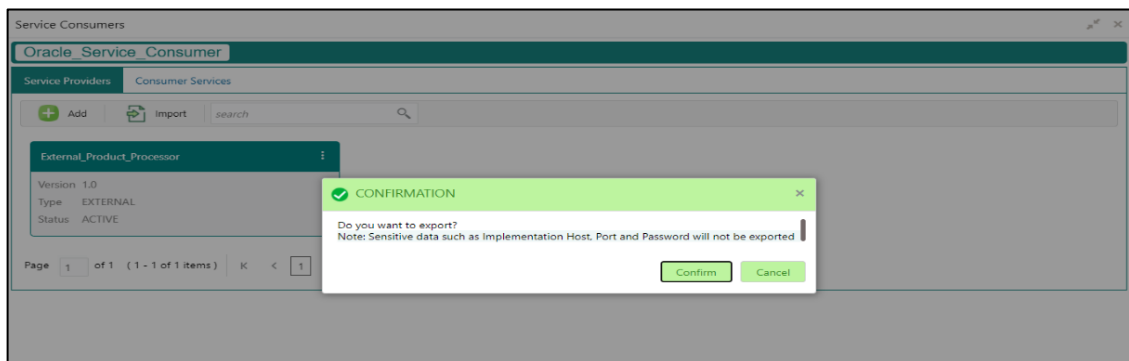 Service Consumers
Oracle_Service_Consumer
Service Providers Consumer Services
Add Import search
External_Product_Processor
Version 1.0
Type EXTERNAL
Status ACTIVE
CONFIRMATION
Do you want to export?
Note: Sensitive data such as Implementation Host, Port and Password will not be exported
Confirm Cancel
Page 1 of 1 (1 - 1 of 1 items) K < 1